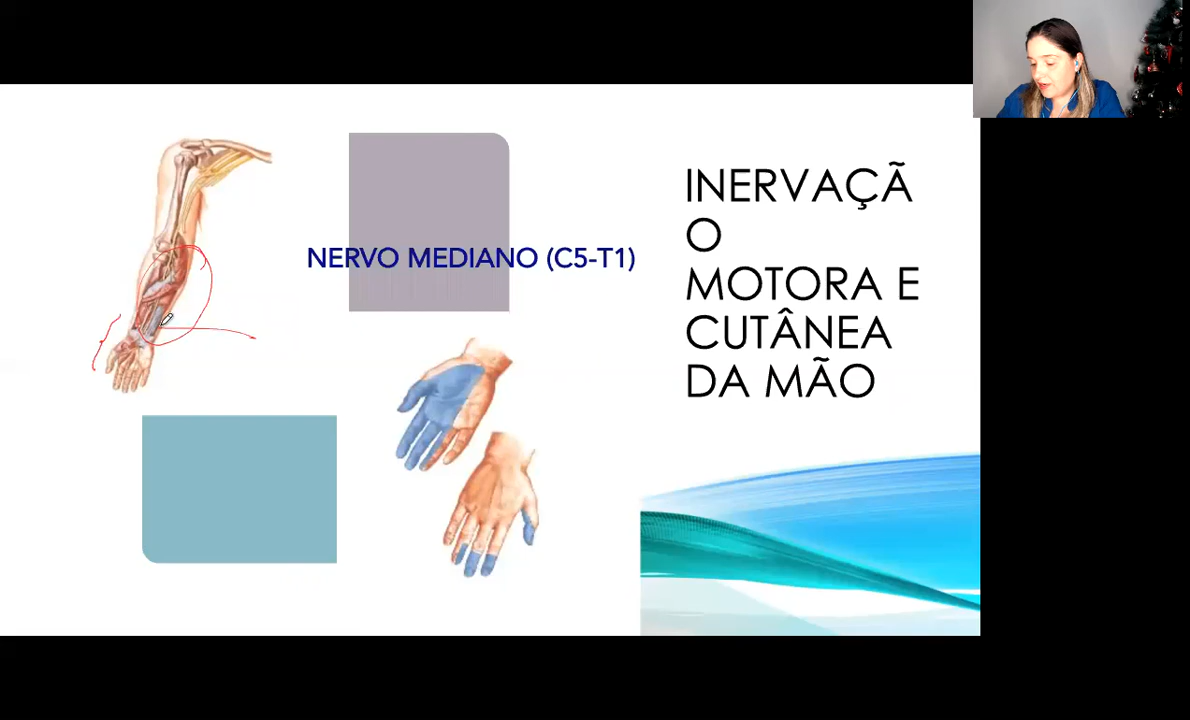 NERVO MEDIANO (C5-T1)
INERVAÇÃ
O
MOTORA E
CUTÂNEA
DA MÃO